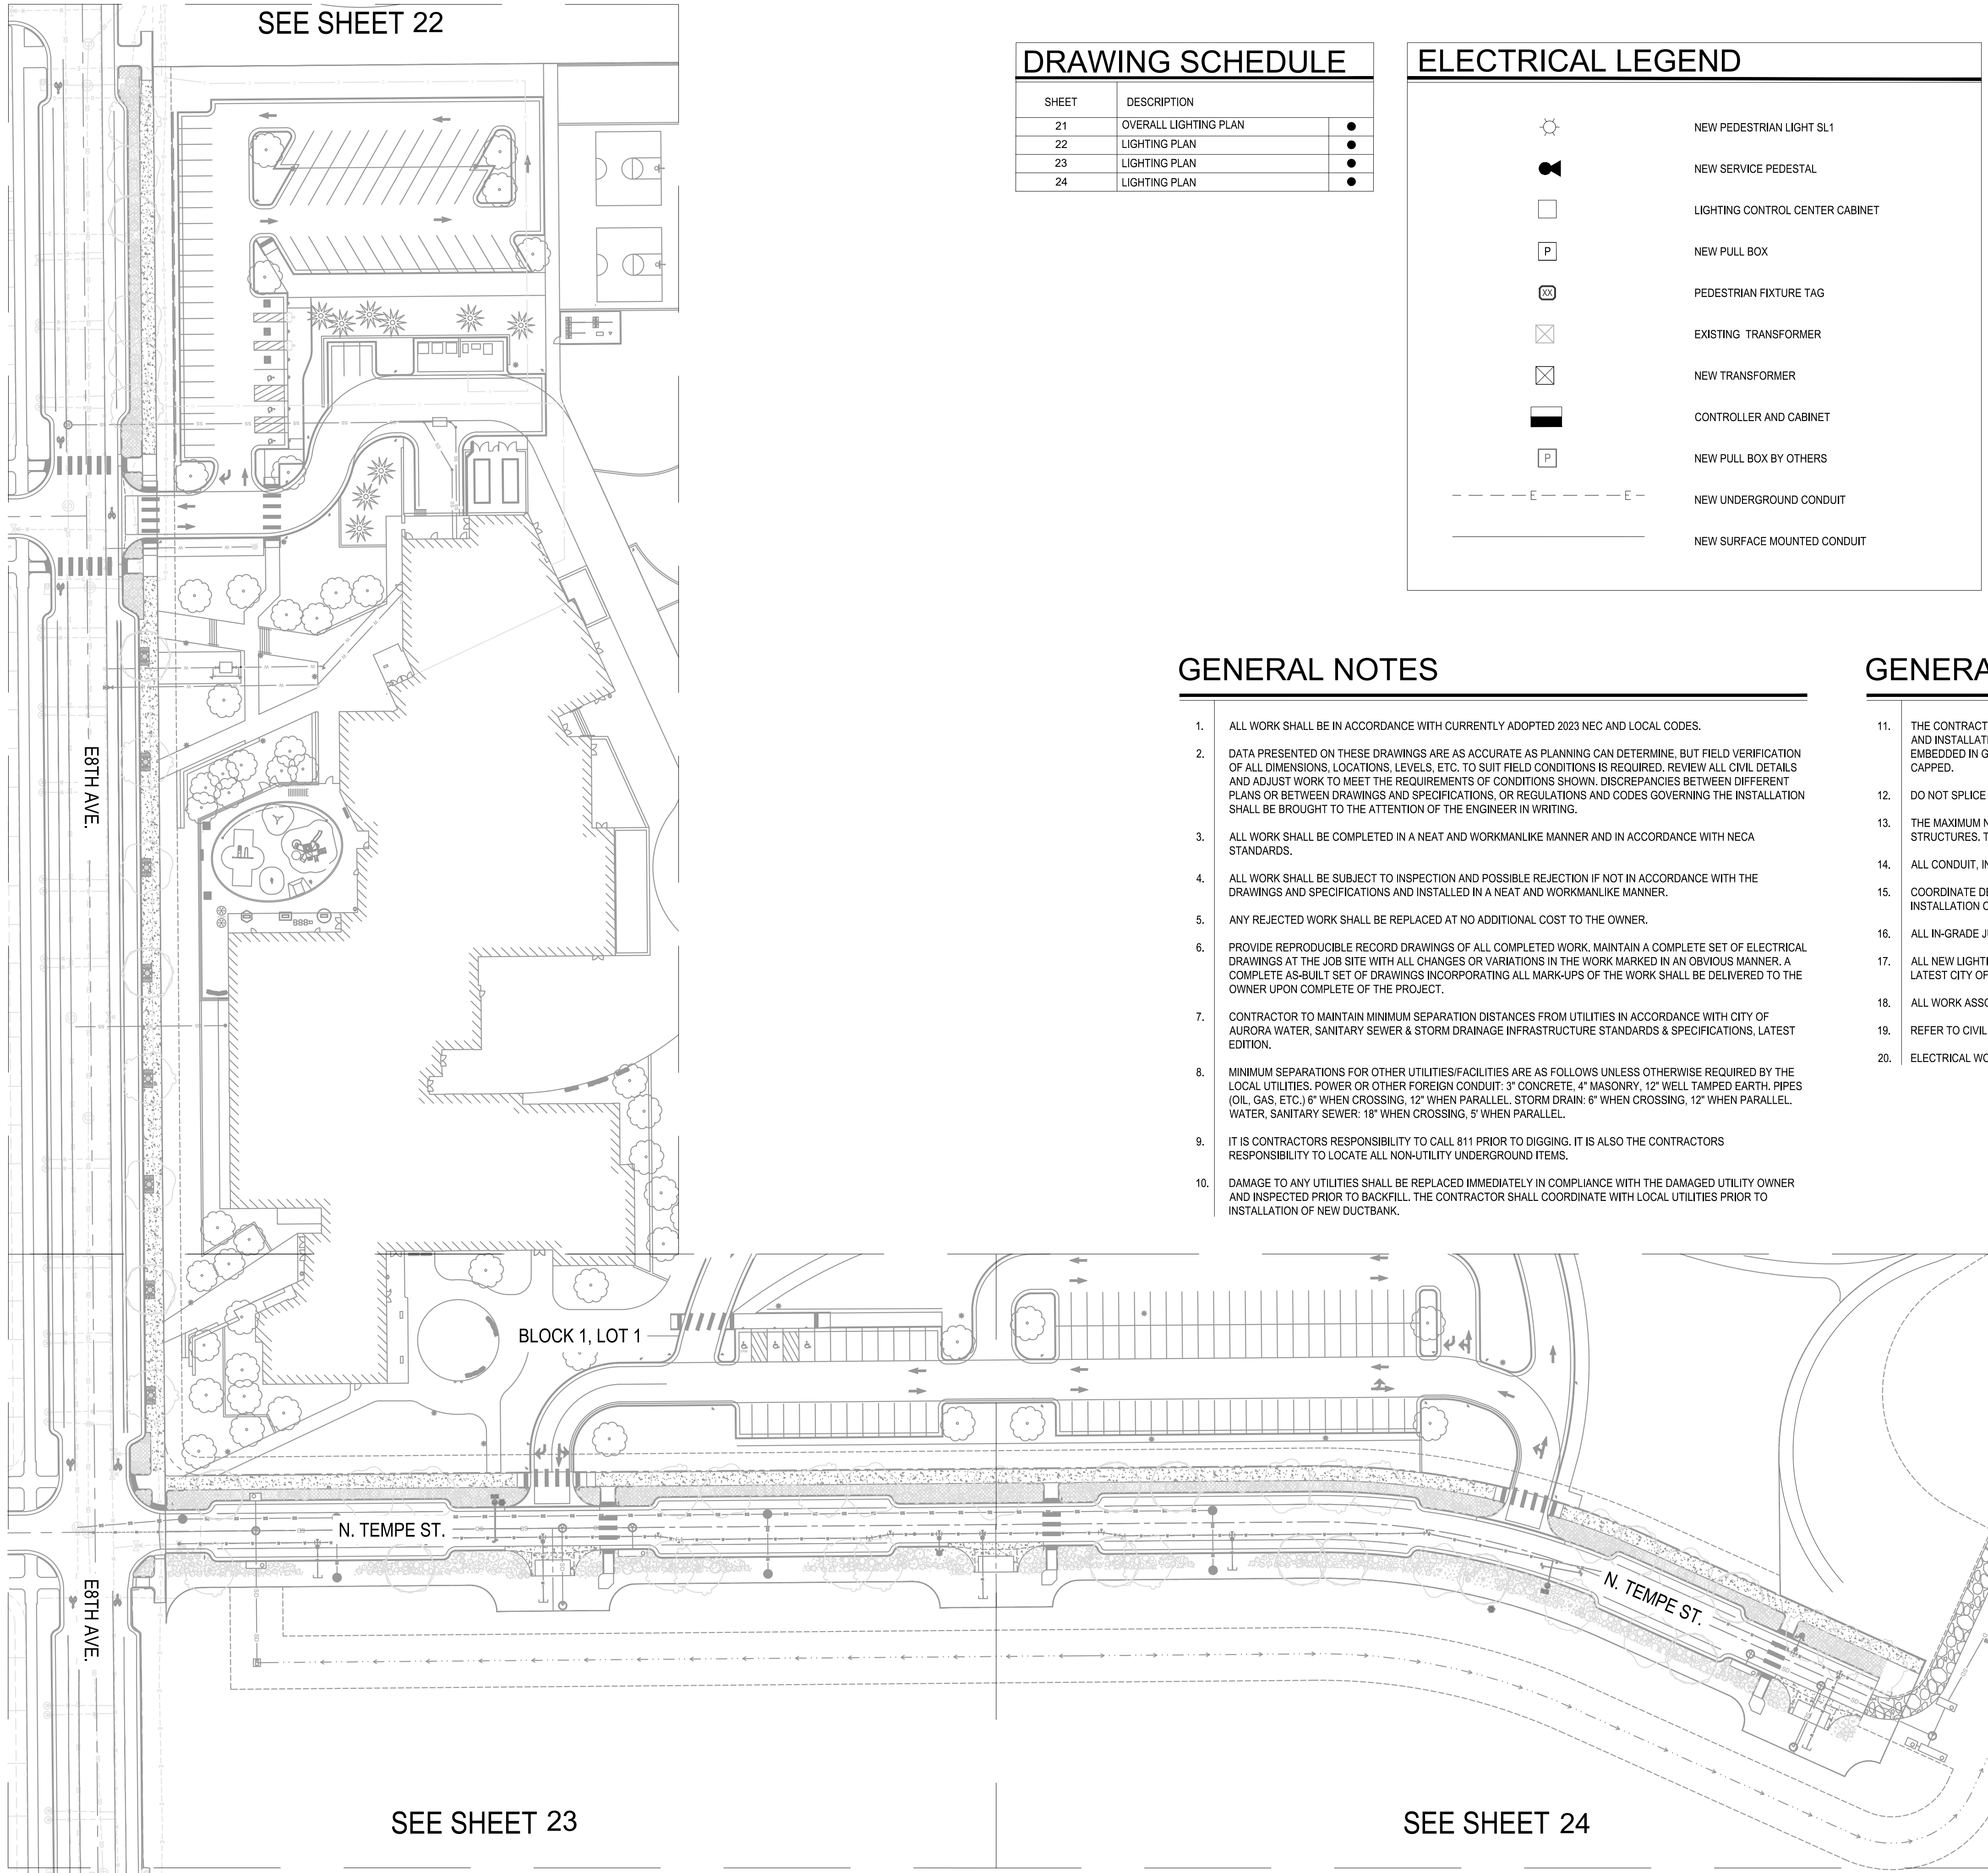 SEE SHEET 22
DRAWING SCHEDULE
SHEET DESCRIPTION
21 OVERALL LIGHTING PLAN
22 LIGHTING PLAN
23 LIGHTING PLAN
24 LIGHTING PLAN
ELECTRICAL LEGEND
NEW PEDESTRIAN LIGHT SL1
NEW SERVICE PEDESTAL
LIGHTING CONTROL CENTER CABINET
P NEW PULL BOX
XX PEDESTRIAN FIXTURE TAG
EXISTING TRANSFORMER
NEW TRANSFORMER
CONTROLLER AND CABINET
P NEW PULL BOX BY OTHERS
E E NEW UNDERGROUND CONDUIT
NEW SURFACE MOUNTED CONDUIT
GENERAL NOTES
1. ALL WORK SHALL BE IN ACCORDANCE WITH CURRENTLY ADOPTED 2023 NEC AND LOCAL CODES.
2. DATA PRESENTED ON THESE DRAWINGS ARE AS ACCURATE AS PLANNING CAN DETERMINE, BUT FIELD VERIFICATION
OF ALL DIMENSIONS, LOCATIONS, LEVELS, ETC. TO SUIT FIELD CONDITIONS IS REQUIRED. REVIEW ALL CIVIL DETAILS
AND ADJUST WORK TO MEET THE REQUIREMENTS OF CONDITIONS SHOWN. DISCREPANCIES BETWEEN DIFFERENT
PLANS OR BETWEEN DRAWINGS AND SPECIFICATIONS, OR REGULATIONS AND CODES GOVERNING THE INSTALLATION
SHALL BE BROUGHT TO THE ATTENTION OF THE ENGINEER IN WRITING.
3. ALL WORK SHALL BE COMPLETED IN A NEAT AND WORKMANLIKE MANNER AND IN ACCORDANCE WITH NECA
STANDARDS.
4. ALL WORK SHALL BE SUBJECT TO INSPECTION AND POSSIBLE REJECTION IF NOT IN ACCORDANCE WITH THE
DRAWINGS AND SPECIFICATIONS AND INSTALLED IN A NEAT AND WORKMANLIKE MANNER.
5. ANY REJECTED WORK SHALL BE REPLACED AT NO ADDITIONAL COST TO THE OWNER.
6. PROVIDE REPRODUCIBLE RECORD DRAWINGS OF ALL COMPLETED WORK. MAINTAIN A COMPLETE SET OF ELECTRICAL
DRAWINGS AT THE JOB SITE WITH ALL CHANGES OR VARIATIONS IN THE WORK MARKED IN AN OBVIOUS MANNER. A
COMPLETE AS-BUILT SET OF DRAWINGS INCORPORATING ALL MARK-UPS OF THE WORK SHALL BE DELIVERED TO THE
OWNER UPON COMPLETE OF THE PROJECT.
7. CONTRACTOR TO MAINTAIN MINIMUM SEPARATION DISTANCES FROM UTILITIES IN ACCORDANCE WITH CITY OF
AURORA WATER, SANITARY SEWER & STORM DRAINAGE INFRASTRUCTURE STANDARDS & SPECIFICATIONS, LATEST
EDITION.
8. MINIMUM SEPARATIONS FOR OTHER UTILITIES/FACILITIES ARE AS FOLLOWS UNLESS OTHERWISE REQUIRED BY THE
LOCAL UTILITIES. POWER OR OTHER FOREIGN CONDUIT: 3" CONCRETE, 4" MASONRY, 12" WELL TAMPED EARTH. PIPES
(OIL, GAS, ETC.) 6" WHEN CROSSING, 12" WHEN PARALLEL. STORM DRAIN: 6" WHEN CROSSING, 12" WHEN PARALLEL.
WATER, SANITARY SEWER: 18" WHEN CROSSING, 5' WHEN PARALLEL.
9. IT IS CONTRACTORS RESPONSIBILITY TO CALL 811 PRIOR TO DIGGING. IT IS ALSO THE CONTRACTORS
RESPONSIBILITY TO LOCATE ALL NON-UTILITY UNDERGROUND ITEMS.
10. DAMAGE TO ANY UTILITIES SHALL BE REPLACED IMMEDIATELY IN COMPLIANCE WITH THE DAMAGED UTILITY OWNER
AND INSPECTED PRIOR TO BACKFILL. THE CONTRACTOR SHALL COORDINATE WITH LOCAL UTILITIES PRIOR TO
INSTALLATION OF NEW DUCTBANK.
GENERA
11. THE CONTRACT
AND INSTALLATI
EMBEDDED IN G
CAPPED.
12. DO NOT SPLICE
13. THE MAXIMUM N
STRUCTURES. T
14. ALL CONDUIT, IN
15. COORDINATE DE
INSTALLATION O
16. ALL IN-GRADE JU
17. ALL NEW LIGHTI
LATEST CITY OF
18. ALL WORK ASSO
19. REFER TO CIVIL
20. ELECTRICAL WO
E8TH AVE.
BLOCK 1, LOT 1
N. TEMPE ST.
E8TH AVE.
N. TEMPE ST.
SEE SHEET 23
SEE SHEET 24